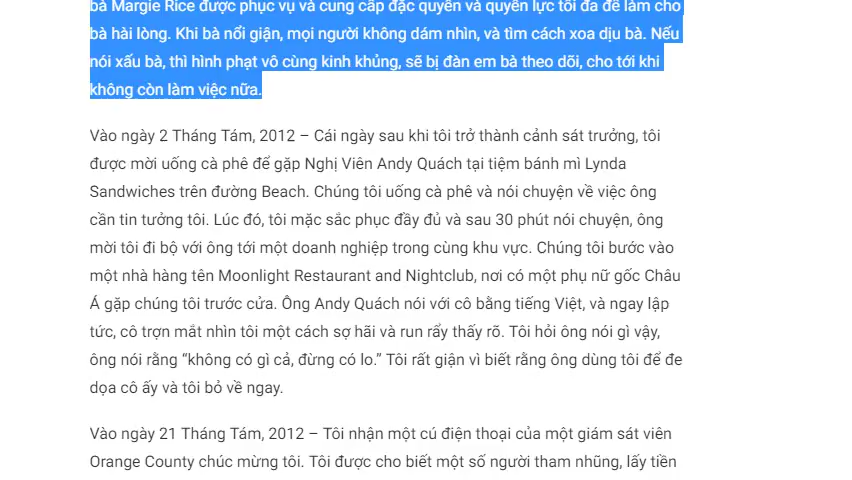 bà Margie Rice được phục vụ và cung cấp đặc quyền và quyền lực tối đa để làm cho
bà hài lòng. Khi bà nổi giận, mọi người không dám nhìn, và tìm cách xoa dịu bà. Nếu
nói xấu bà, thì hình phạt vô cùng kinh khủng, sẽ bị đàn em bà theo dõi, cho tới khi
không còn làm việc nữa.
Vào ngày 2 Tháng Tám, 2012 – Cái ngày sau khi tôi trở thành cảnh sát trưởng, tôi
được mời uống cà phê để gặp Nghị Viên Andy Quách tại tiệm bánh mì Lynda
Sandwiches trên đường Beach. Chúng tôi uống cà phê và nói chuyện về việc ông
cần tin tưởng tôi. Lúc đó, tôi mặc sắc phục đầy đủ và sau 30 phút nói chuyện, ông
mời tôi đi bộ với ông tới một doanh nghiệp trong cùng khu vực. Chúng tôi bước vào
một nhà hàng tên Moonlight Restaurant and Nightclub, nơi có một phụ nữ gốc Châu
Á gặp chúng tôi trước cửa. Ông Andy Quách nói với cô bằng tiếng Việt, và ngay lập
tức, cô trợn mắt nhìn tôi một cách sợ hãi và run rẩy thấy rõ. Tôi hỏi ông nói gì vậy,
ông nói rằng “không có gì cả, đừng có lo.” Tôi rất giận vì biết rằng ông dùng tôi để đe
dọa cô ấy và tôi bỏ về ngay.
Vào ngày 21 Tháng Tám, 2012 – Tôi nhận một cú điện thoại của một giám sát viên
Orange County chúc mừng tôi. Tôi được cho biết một số người tham nhũng, lấy tiền